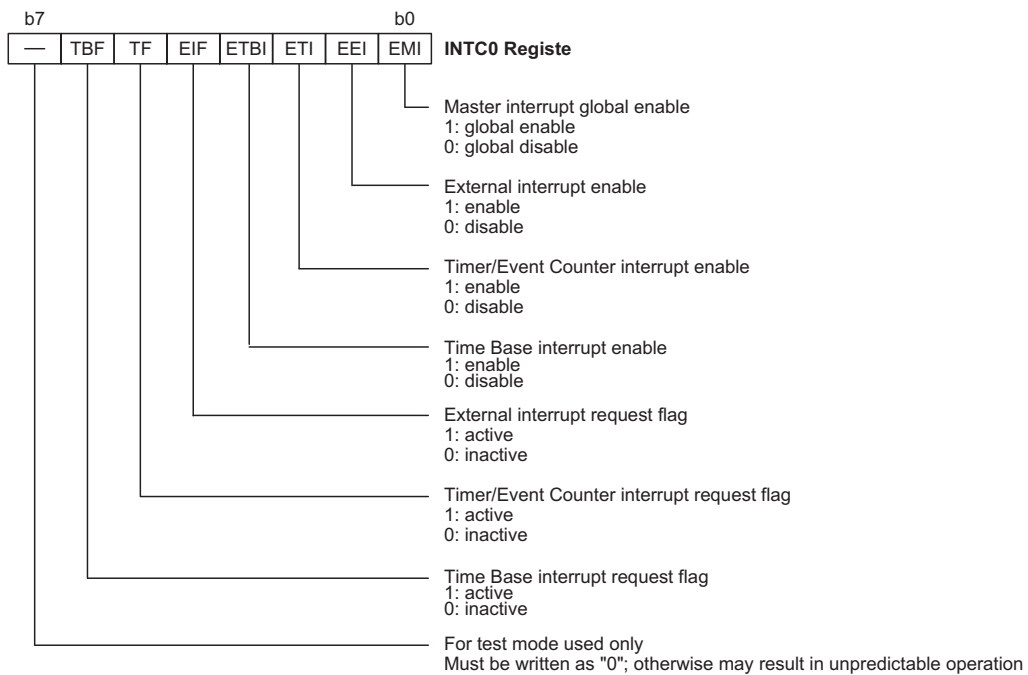 b7 b0
— TBF TF EIF ETBI ETI EEI EMI INTC0 Registe
Master interrupt global enable
1: global enable
0: global disable
External interrupt enable
1: enable
0: disable
Timer/Event Counter interrupt enable
1: enable
0: disable
Time Base interrupt enable
1: enable
0: disable
External interrupt request flag
1: active
0: inactive
Timer/Event Counter interrupt request flag
1: active
0: inactive
Time Base interrupt request flag
1: active
0: inactive
For test mode used only
Must be written as "0"; otherwise may result in unpredictable operation